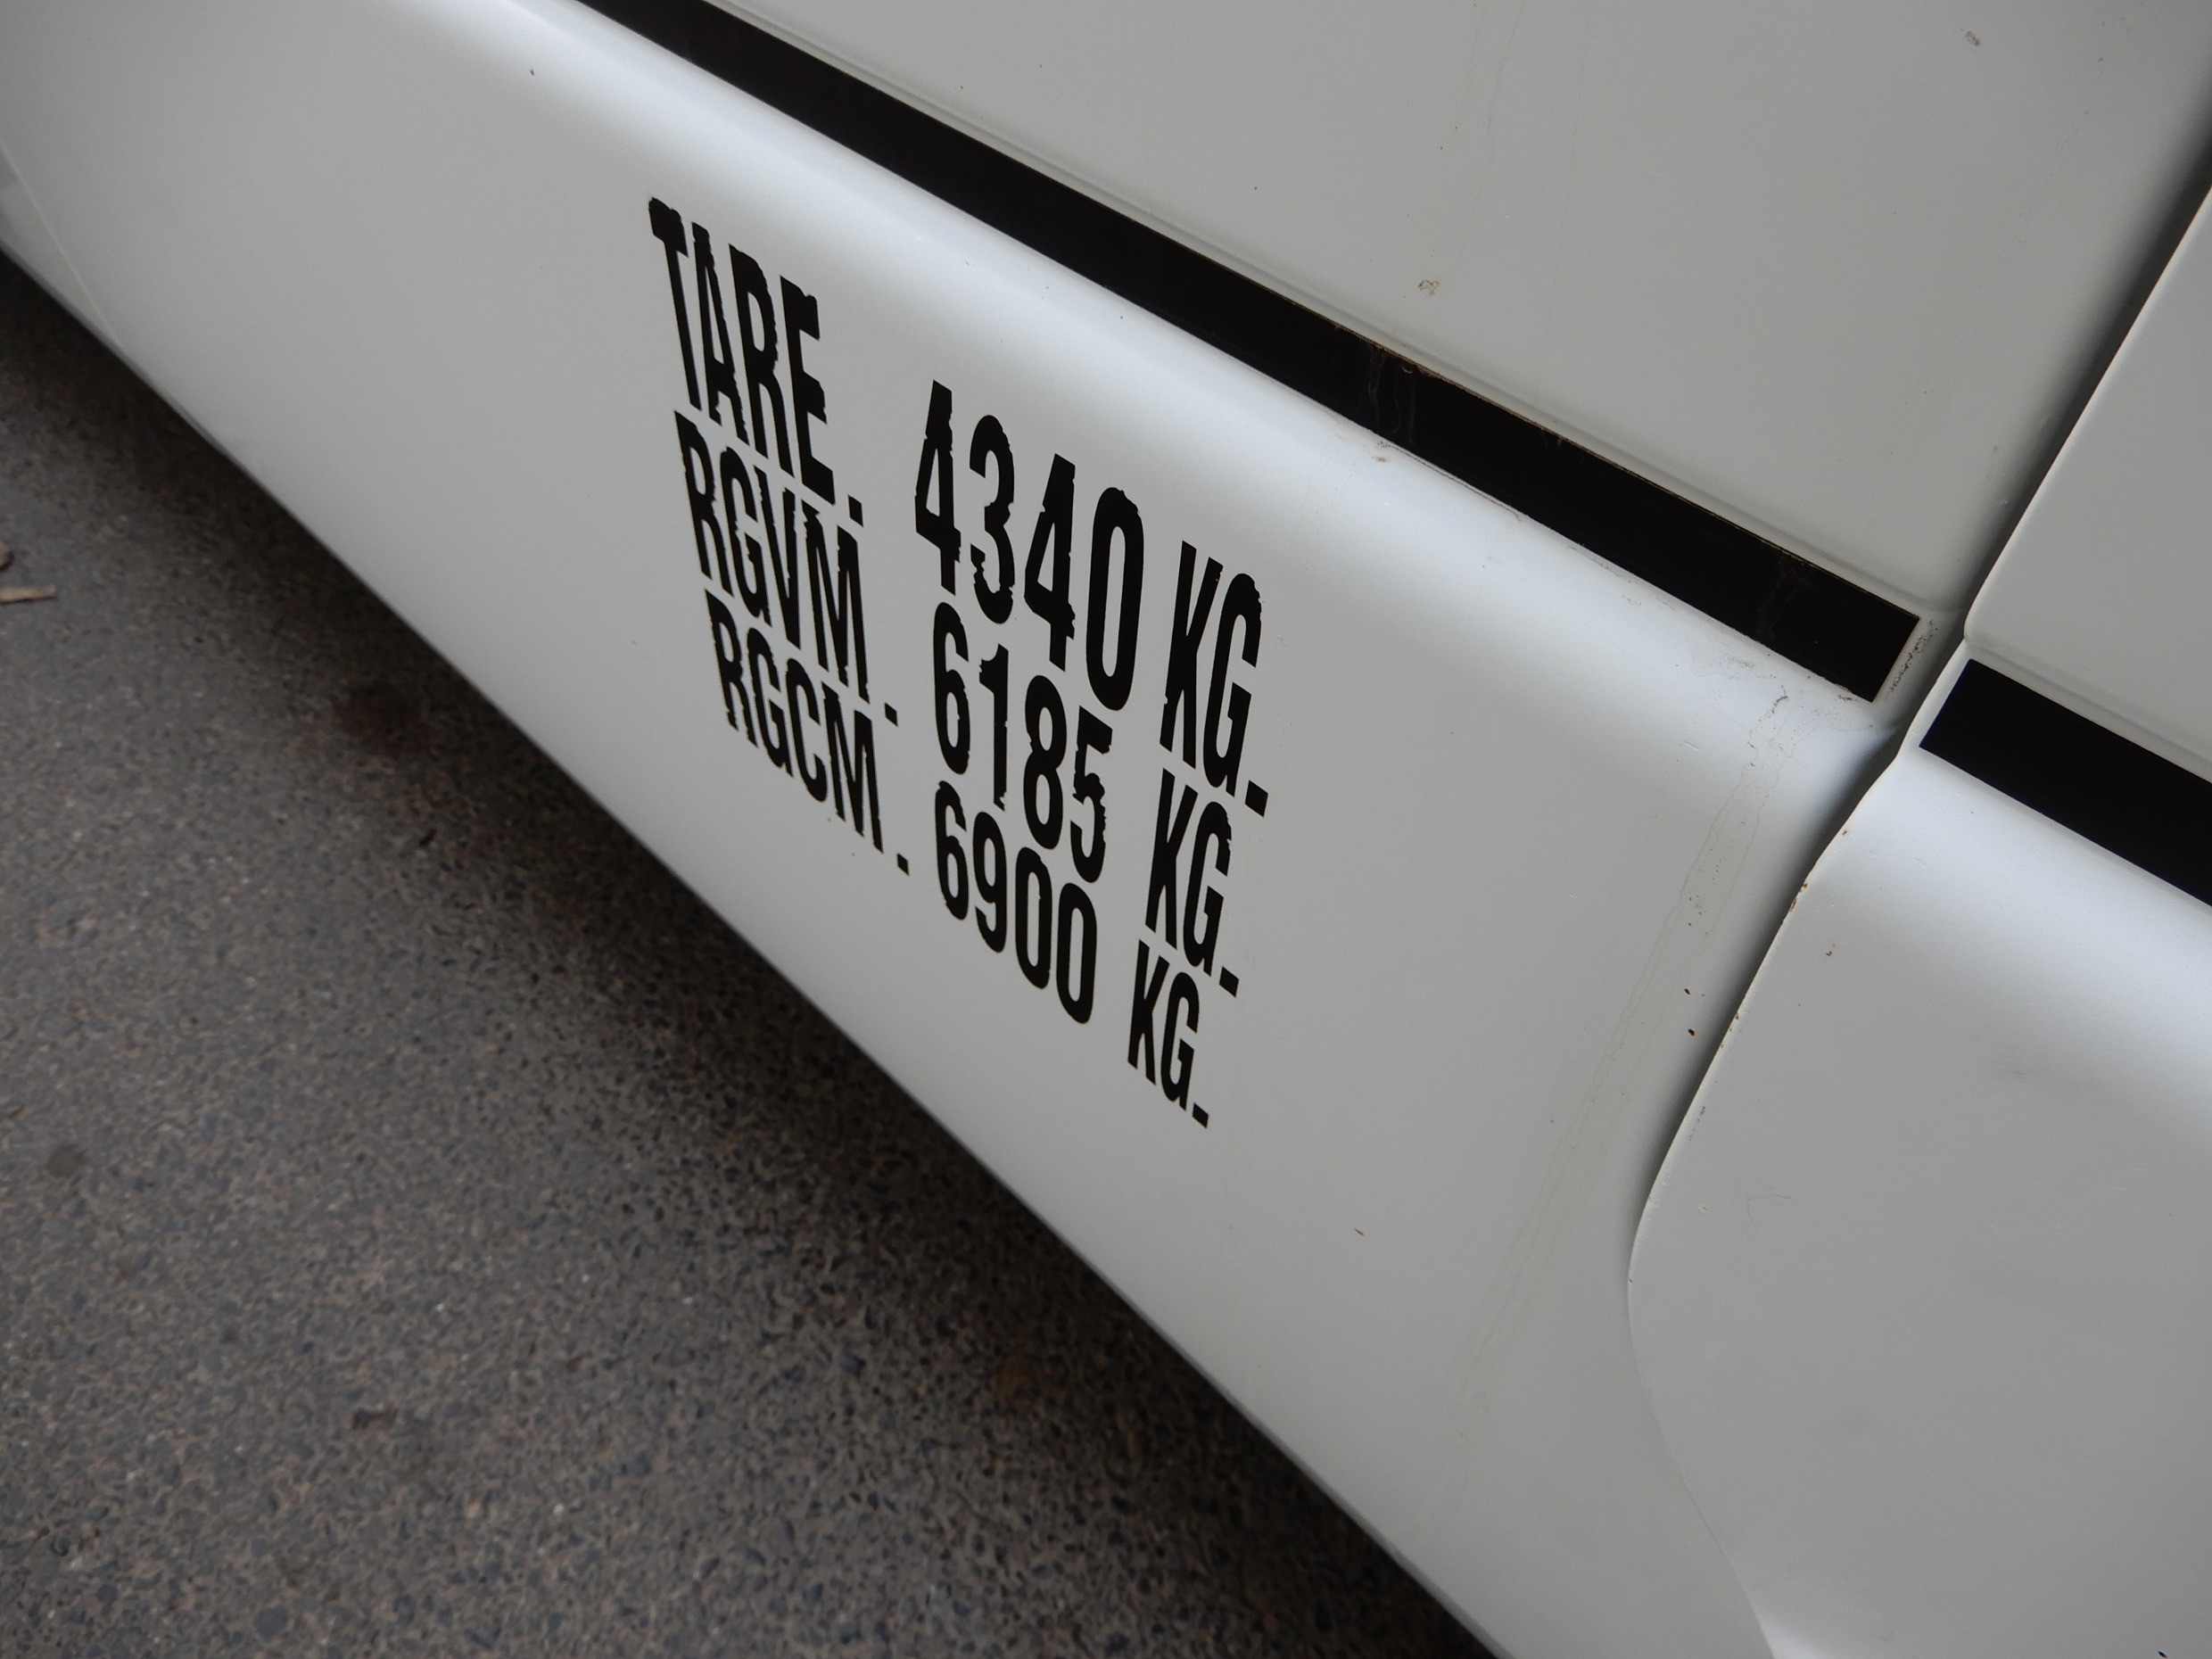 TARE. 4340 KG.
RGVM. 6185 KG.
RGCM. 6900 KG.